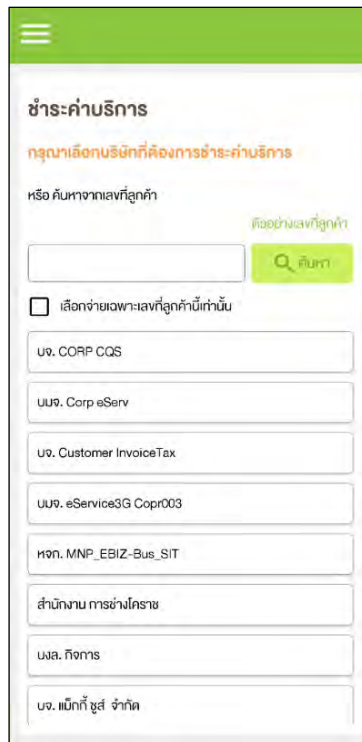 ชำระค่าบริการ
กรุณาเลือกบริษัทที่ต้องการชำระค่าบริการ
หรือ ค้นหาจากเลขที่ลูกค้า
ตัวอย่างเลขที่ลูกค้า
ค้นหา
เลือกจ่ายเฉพาะเลขที่ลูกค้านี้เท่านั้น
บจ. CORP CQS
บมจ. Corp eServ
บจ. Customer InvoiceTax
บมจ. eService3G Copr003
หจก. MNP_EBIZ-Bus_SIT
สำนักงาน การช่างโคราช
บงล. กิจการ
บจ. แม็กกี้ ชูส์ จำกัด